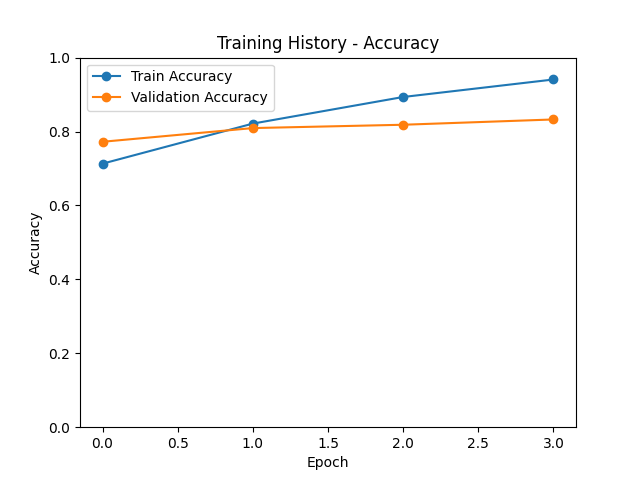 Training History - Accuracy
Train Accuracy
Validation Accuracy
1.0
0.8
0.6
0.4
0.2
0.0
Accuracy
0.0 0.5 1.0 1.5 2.0 2.5 3.0
Epoch